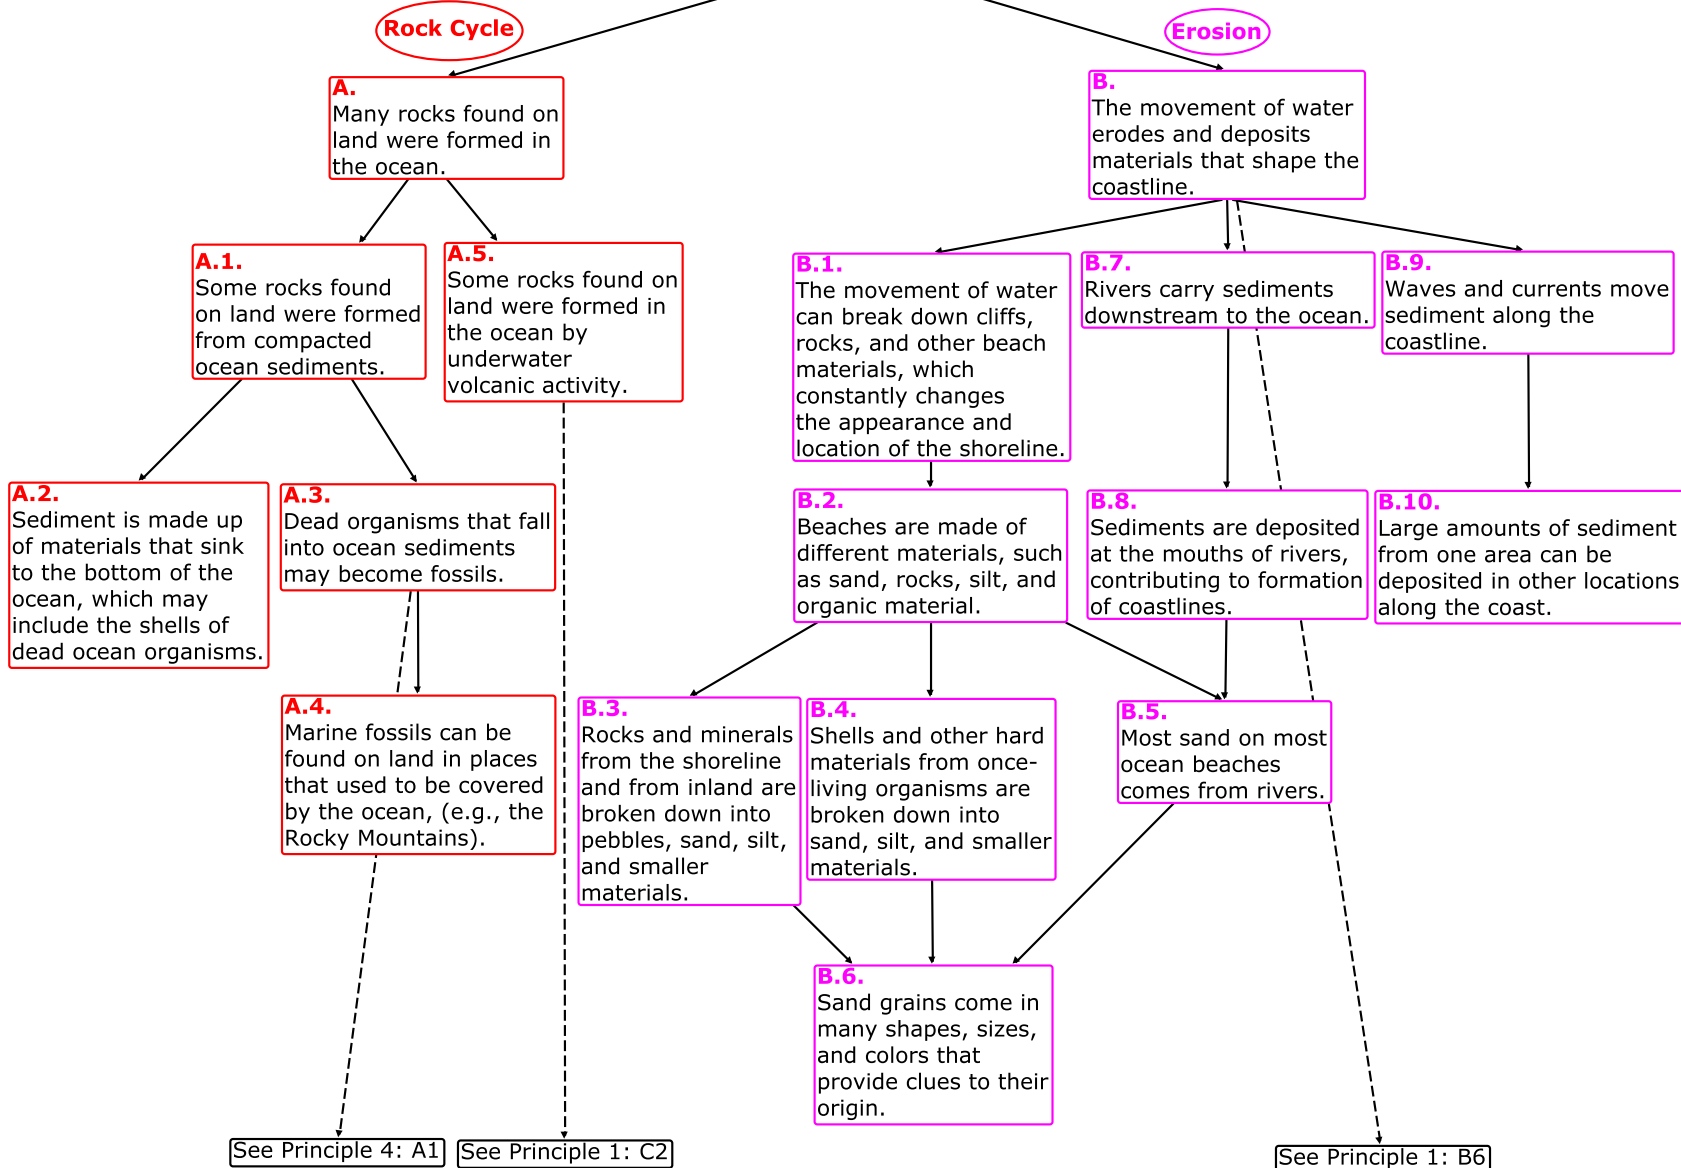 Rock Cycle
Erosion
A.
Many rocks found on
land were formed in
the ocean.
B.
The movement of water
erodes and deposits
materials that shape the
coastline.
A.1.
Some rocks found
on land were formed
from compacted
ocean sediments.
A.5.
Some rocks found on
land were formed in
the ocean by
underwater
volcanic activity.
B.1.
The movement of water
can break down cliffs,
rocks, and other beach
materials, which
constantly changes
the appearance and
location of the shoreline.
B.7.
Rivers carry sediments
downstream to the ocean.
B.9.
Waves and currents move
sediment along the
coastline.
A.2.
Sediment is made up
of materials that sink
to the bottom of the
ocean, which may
include the shells of
dead ocean organisms.
A.3.
Dead organisms that fall
into ocean sediments
may become fossils.
B.2.
Beaches are made of
different materials, such
as sand, rocks, silt, and
organic material.
B.8.
Sediments are deposited
at the mouths of rivers,
contributing to formation
of coastlines.
B.10.
Large amounts of sediment
from one area can be
deposited in other locations
along the coast.
A.4.
Marine fossils can be
found on land in places
that used to be covered
by the ocean, (e.g., the
Rocky Mountains).
B.3.
Rocks and minerals
from the shoreline
and from inland are
broken down into
pebbles, sand, silt,
and smaller
materials.
B.4.
Shells and other hard
materials from once-
living organisms are
broken down into
sand, silt, and smaller
materials.
B.5.
Most sand on most
ocean beaches
comes from rivers.
B.6.
Sand grains come in
many shapes, sizes,
and colors that
provide clues to their
origin.
See Principle 4: A1
See Principle 1: C2
See Principle 1: B6